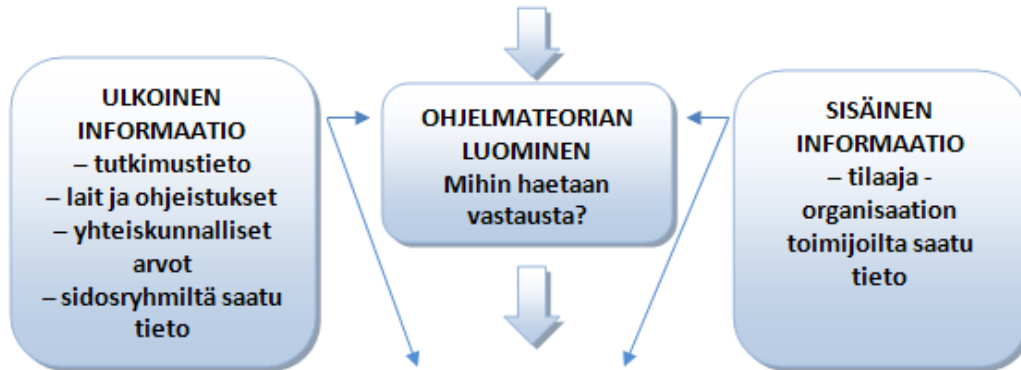 ULKOINEN
INFORMAATIO
– tutkimustieto
– lait ja ohjeistukset
– yhteiskunnalliset
arvot
– sidosryhmiltä saatu
tieto
OHJELMATEORIAN
LUOMINEN
Mihin haetaan
vastausta?
SISÄINEN
INFORMAATIO
– tilaaja -
organisaation
toimijoilta saatu
tieto